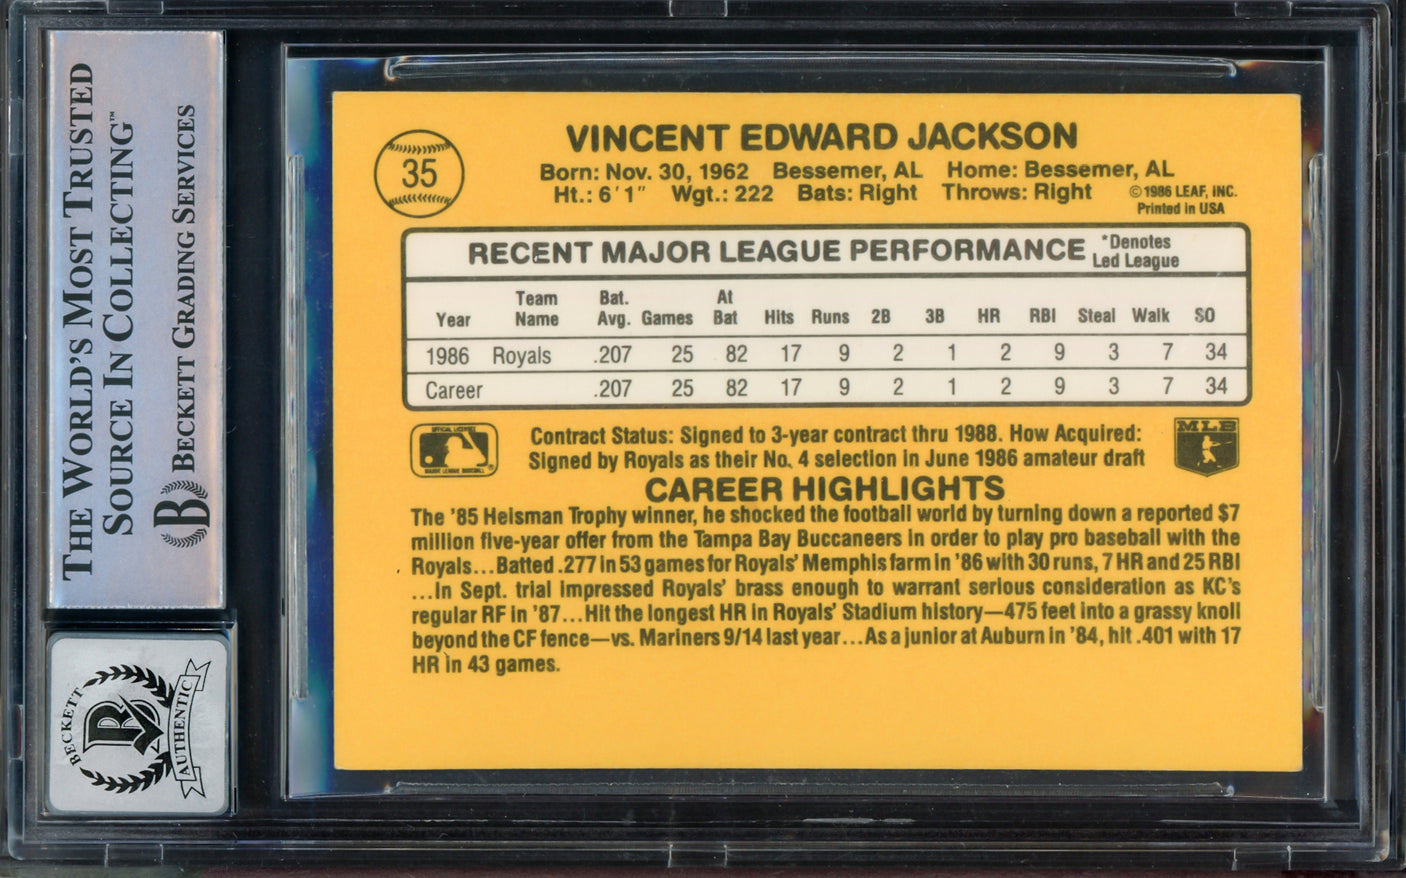 THE WORLD'S MOST TRUSTED
SOURCE IN COLLECTING™
B BECKETT GRADING SERVICES
BECKETT
B
AUTHENTIC
35
VINCENT EDWARD JACKSON
Born: Nov. 30, 1962 Bessemer, AL Home: Bessemer, AL
Ht.: 6'1" Wgt.: 222 Bats: Right Throws: Right
©1986 LEAF, INC.
Printed in USA
RECENT MAJOR LEAGUE PERFORMANCE
*Denotes
Led League
Year Team Name Bat. Avg. Games At Bat Hits Runs 2B 3B HR RBI Steal Walk SO
1986 Royals .207 25 82 17 9 2 1 2 9 3 7 34
Career .207 25 82 17 9 2 1 2 9 3 7 34
OFFICIAL LICENSEE
MAJOR LEAGUE BASEBALL
®
MLB
Contract Status: Signed to 3-year contract thru 1988. How Acquired:
Signed by Royals as their No. 4 selection in June 1986 amateur draft
CAREER HIGHLIGHTS
The '85 Heisman Trophy winner, he shocked the football world by turning down a reported $7
million five-year offer from the Tampa Bay Buccaneers in order to play pro baseball with the
Royals...Batted .277 in 53 games for Royals' Memphis farm in '86 with 30 runs, 7 HR and 25 RBI
...In Sept. trial impressed Royals' brass enough to warrant serious consideration as KC's
regular RF in '87...Hit the longest HR in Royals' Stadium history—475 feet into a grassy knoll
beyond the CF fence—vs. Mariners 9/14 last year...As a junior at Auburn in '84, hit .401 with 17
HR in 43 games.